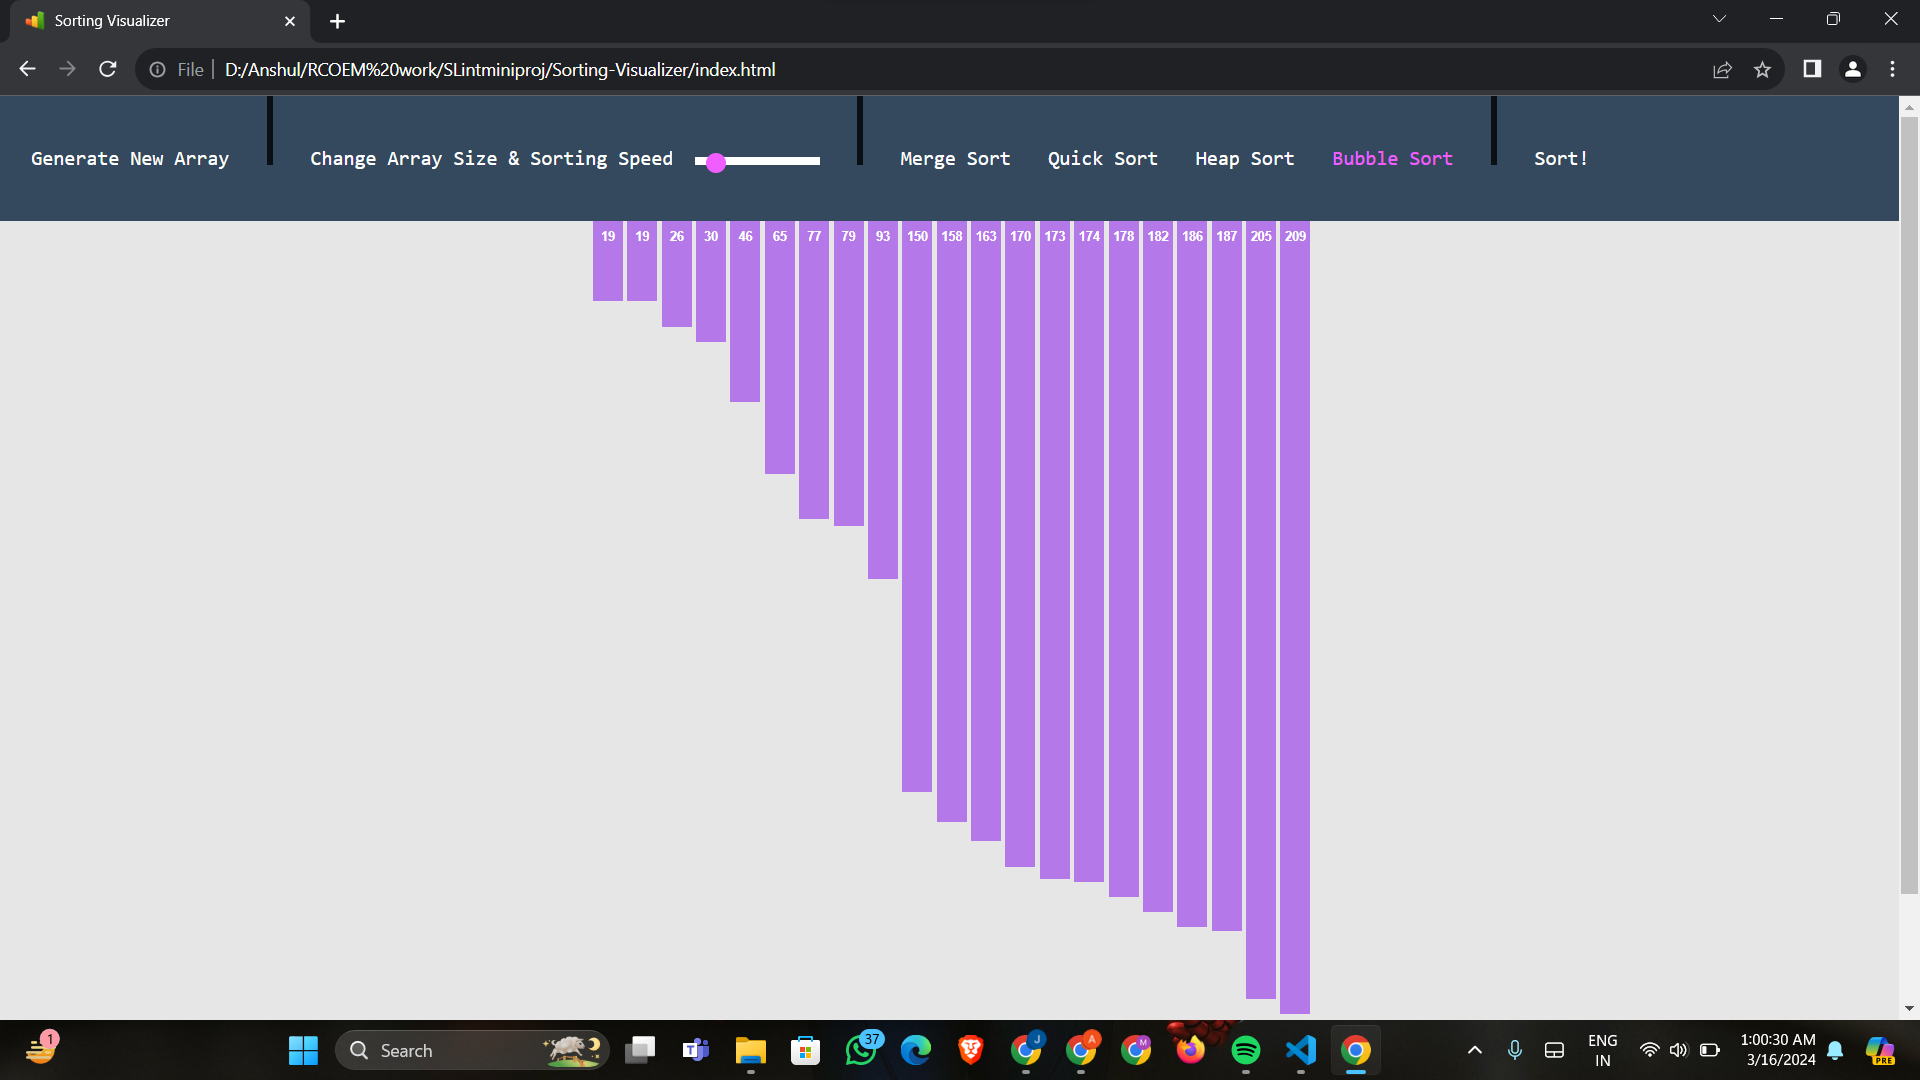 Sorting Visualizer
File D:/Anshul/RCOEM%20work/SLintminiproj/Sorting-Visualizer/index.html
Generate New Array Change Array Size & Sorting Speed Merge Sort Quick Sort Heap Sort Bubble Sort Sort!
19 19 26 30 46 65 77 79 93 150 158 163 170 173 174 178 182 186 187 205 209
1 Search 37 J A M ENG 1:00:30 AM PRE
IN 3/16/2024